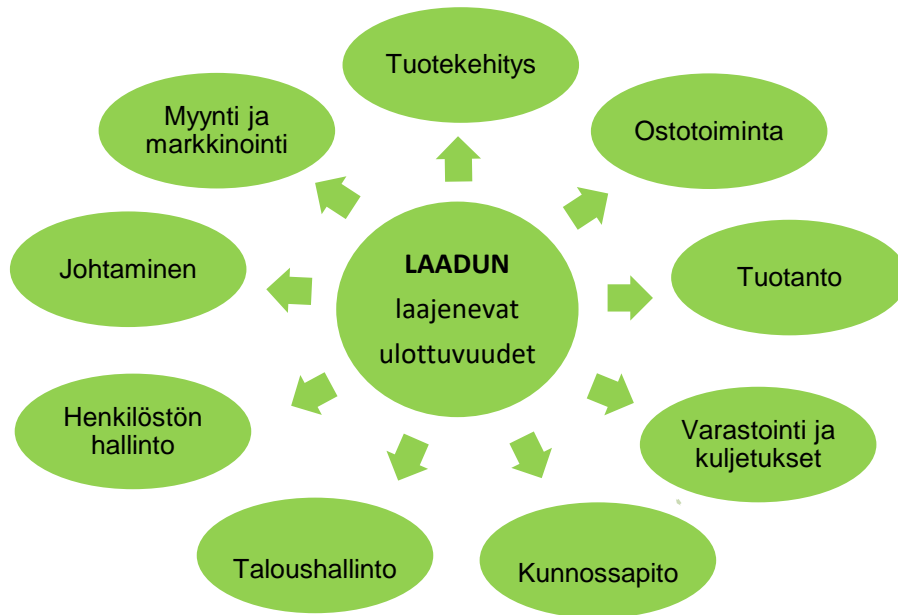 Tuotekehitys
Ostotoiminta
Tuotanto
Varastointi ja
kuljetukset
Kunnossapito
Taloushallinto
Henkilöstön
hallinto
Johtaminen
Myynti ja
markkinointi
LAADUN
laajenevat
ulottuvuudet